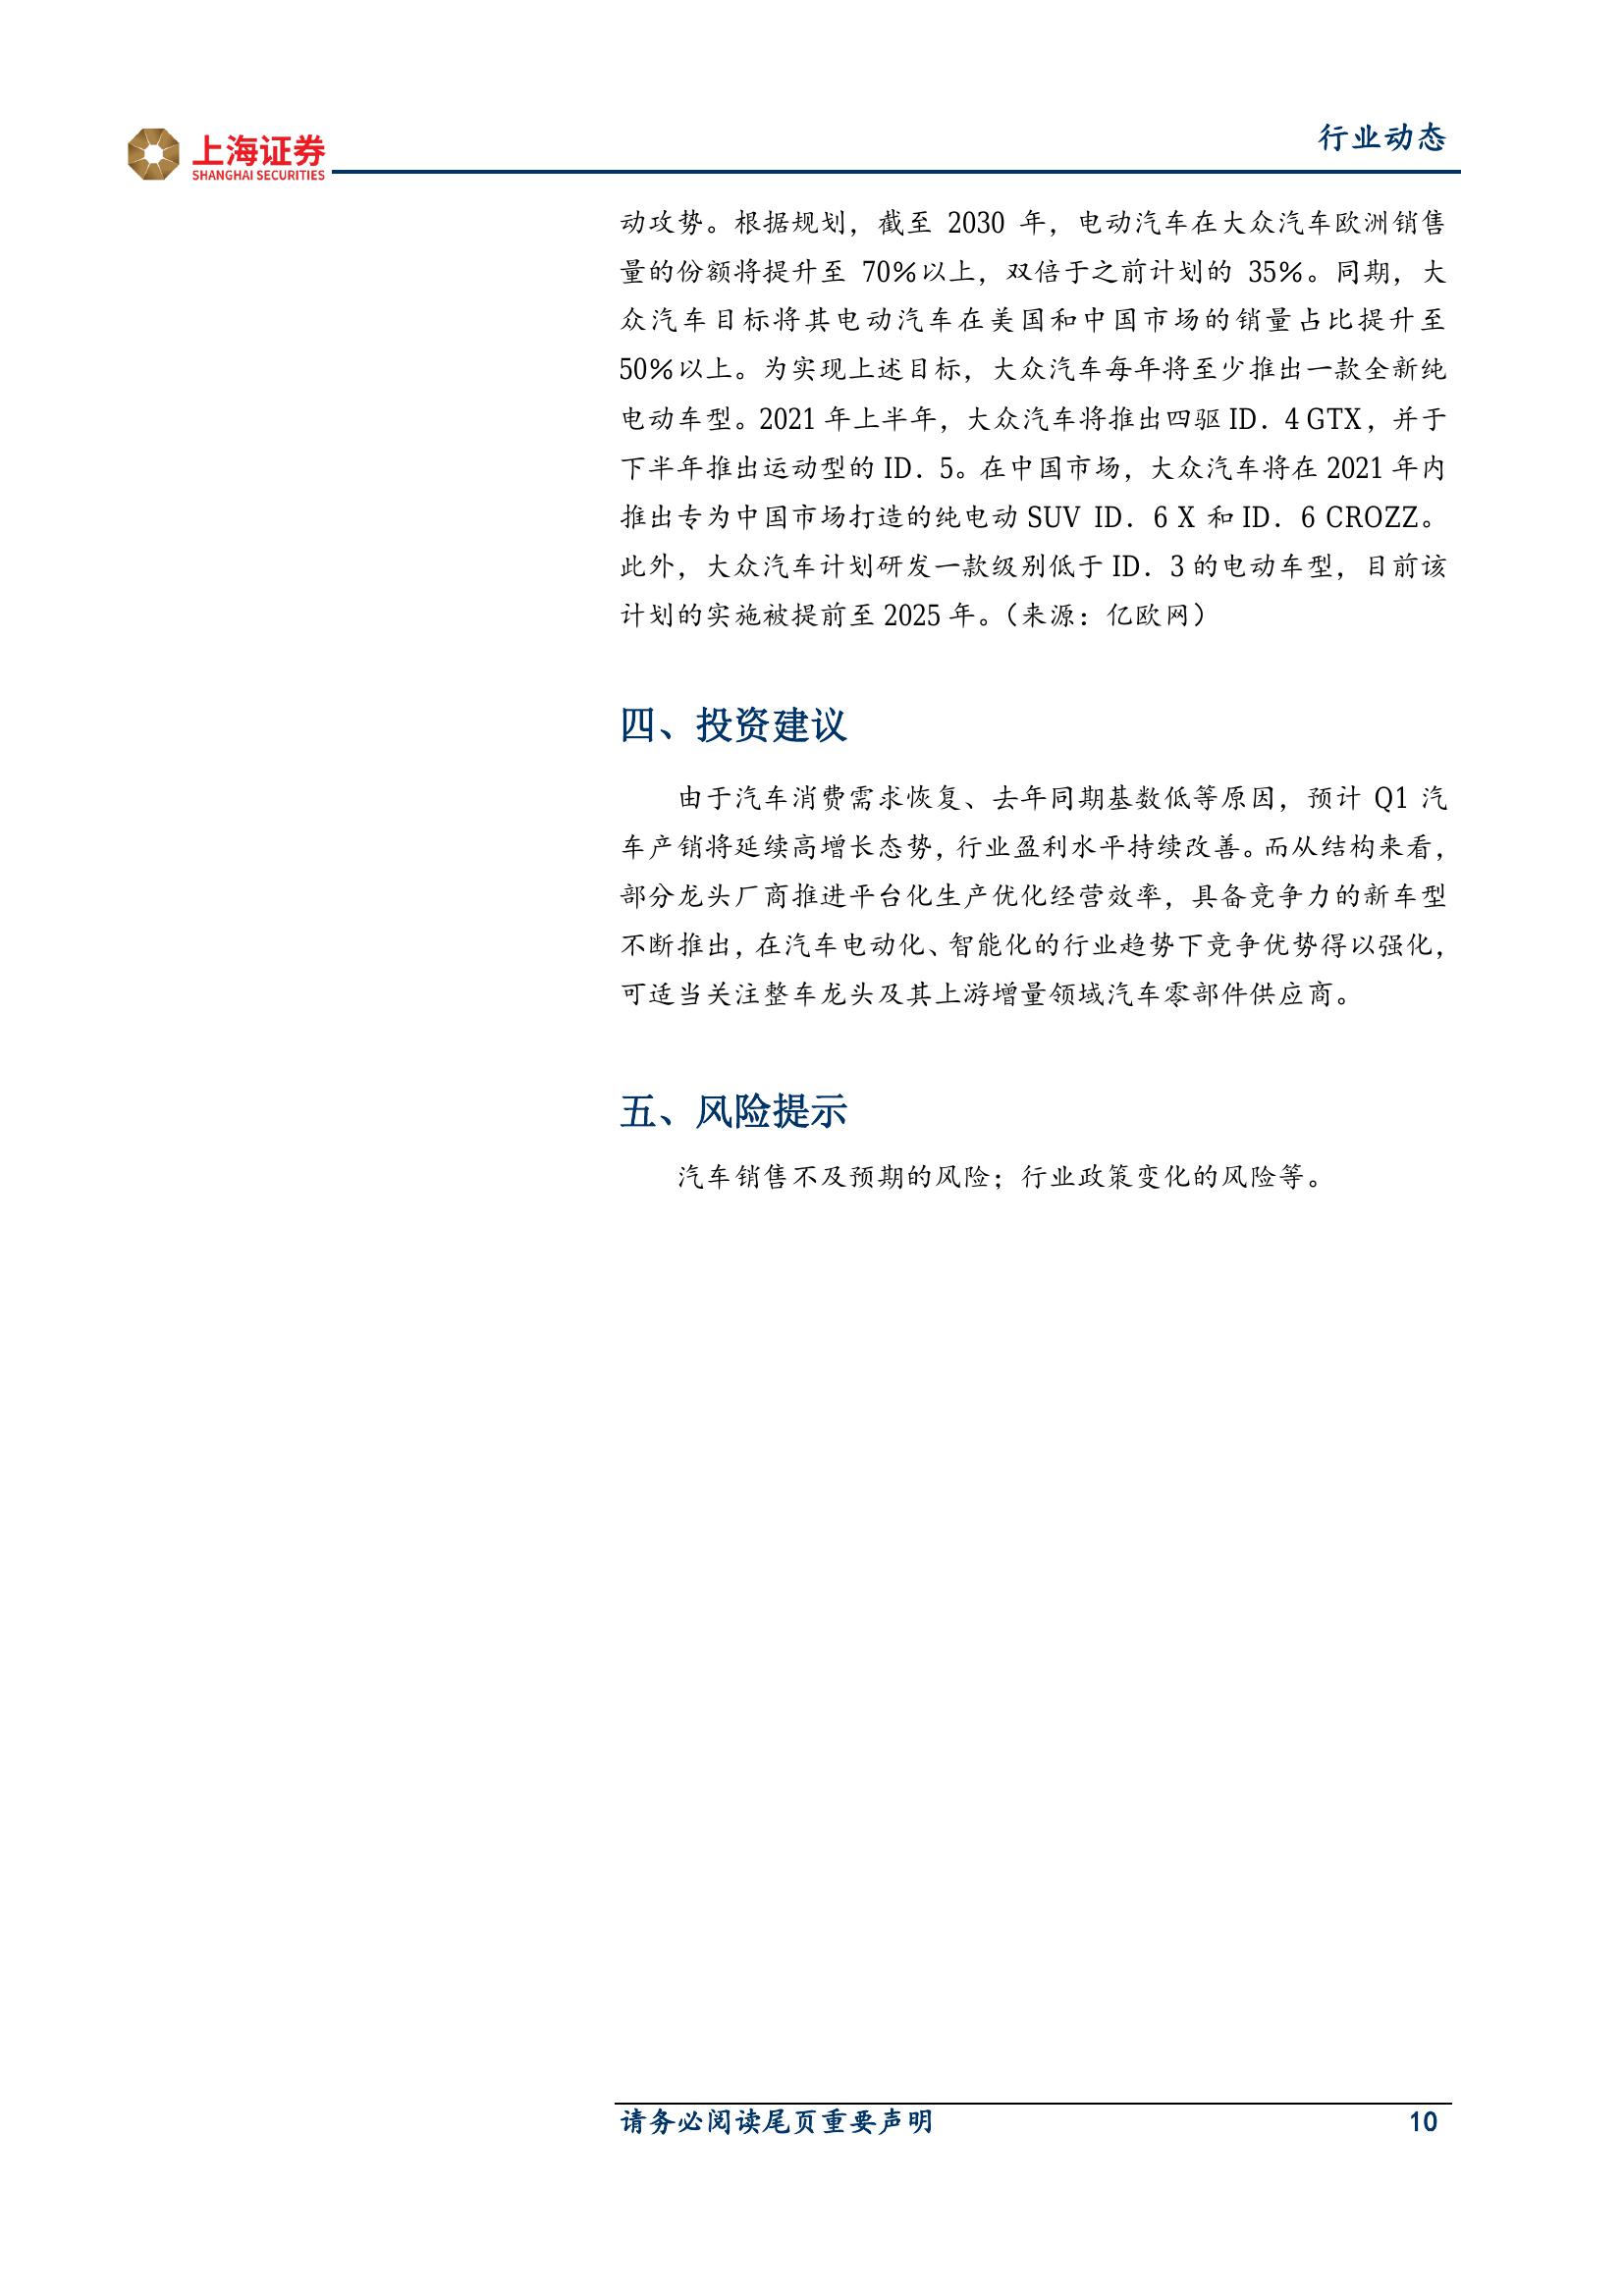 上海证券
SHANGHAI SECURITIES
行业动态
动攻势。根据规划，截至 2030 年，电动汽车在大众汽车欧洲销售
量的份额将提升至 70%以上，双倍于之前计划的 35%。同期，大
众汽车目标将其电动汽车在美国和中国市场的销量占比提升至
50%以上。为实现上述目标，大众汽车每年将至少推出一款全新纯
电动车型。2021 年上半年，大众汽车将推出四驱 ID．4 GTX，并于
下半年推出运动型的 ID．5。在中国市场，大众汽车将在 2021 年内
推出专为中国市场打造的纯电动 SUV ID．6 X 和 ID．6 CROZZ。
此外，大众汽车计划研发一款级别低于 ID．3 的电动车型，目前该
计划的实施被提前至 2025 年。（来源：亿欧网）
四、投资建议
由于汽车消费需求恢复、去年同期基数低等原因，预计 Q1 汽
车产销将延续高增长态势，行业盈利水平持续改善。而从结构来看，
部分龙头厂商推进平台化生产优化经营效率，具备竞争力的新车型
不断推出，在汽车电动化、智能化的行业趋势下竞争优势得以强化，
可适当关注整车龙头及其上游增量领域汽车零部件供应商。
五、风险提示
汽车销售不及预期的风险；行业政策变化的风险等。
请务必阅读尾页重要声明 10